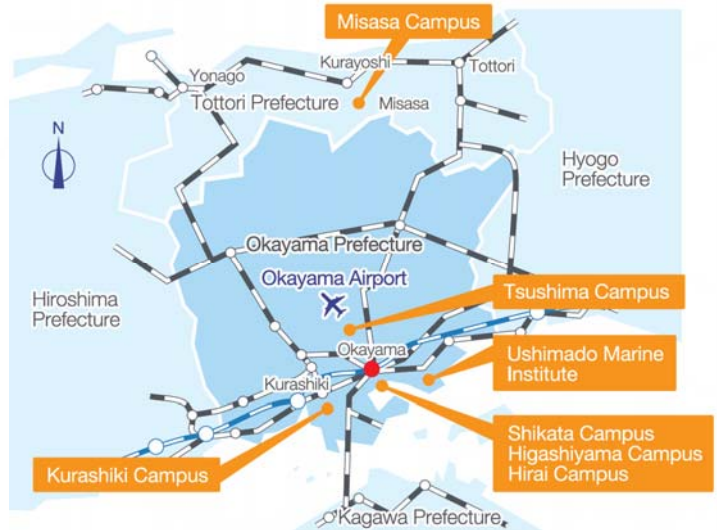 Misasa Campus
Kurayoshi
Yonago
Tottori
Tottori Prefecture
Misasa
N
Hyogo
Prefecture
Okayama Prefecture
Okayama Airport
Hiroshima
Prefecture
Tsushima Campus
Okayama
Ushimado Marine
Institute
Kurashiki
Shikata Campus
Higashiyama Campus
Hirai Campus
Kurashiki Campus
Kagawa Prefecture